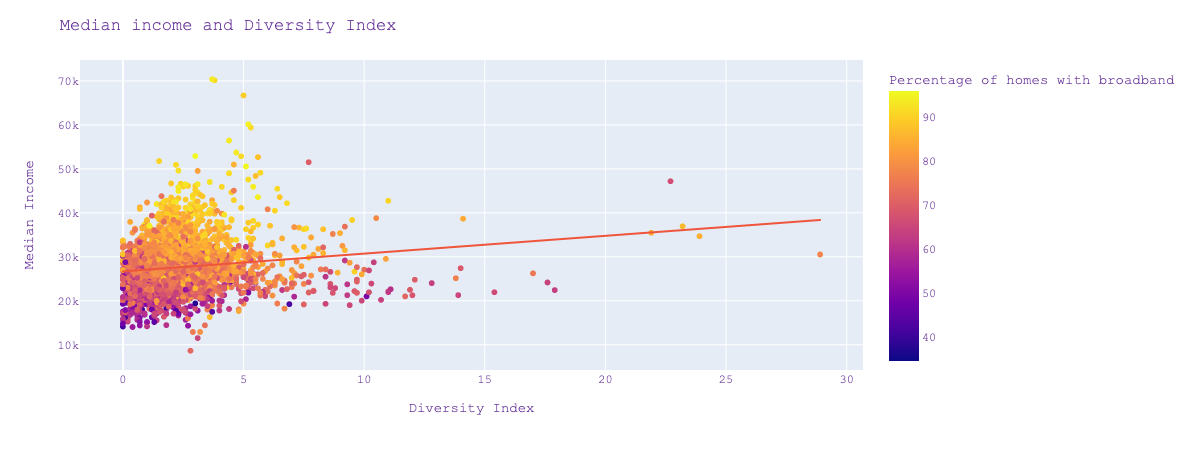 Median income and Diversity Index
Percentage of homes with broadband
Median Income
70k
60k
50k
40k
30k
20k
10k
0
5
10
15
20
25
30
Diversity Index
90
80
70
60
50
40